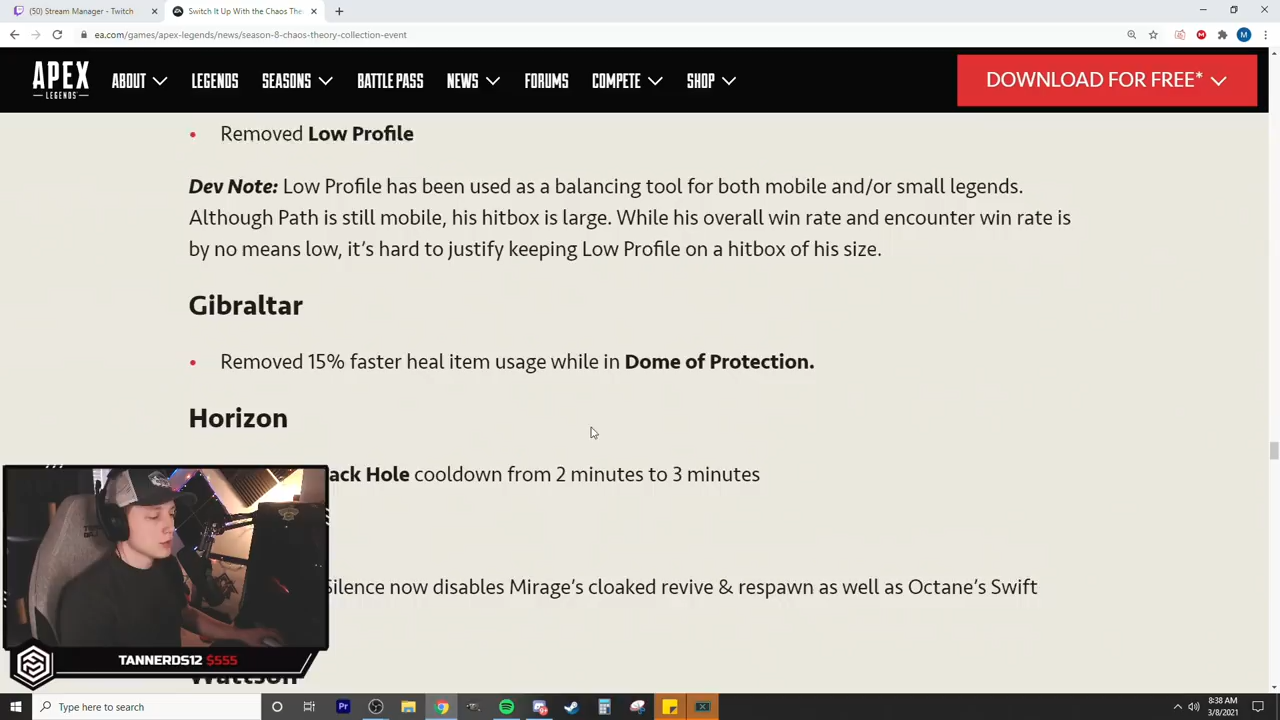 (50) Stream Manager - Twitch
Switch It Up With the Chaos The
ea.com/games/apex-legends/news/season-8-chaos-theory-collection-event
APEX
LEGENDS
ABOUT
LEGENDS
SEASONS
BATTLE PASS
NEWS
FORUMS
COMPETE
SHOP
DOWNLOAD FOR FREE*
• Removed Low Profile
Dev Note: Low Profile has been used as a balancing tool for both mobile and/or small legends.
Although Path is still mobile, his hitbox is large. While his overall win rate and encounter win rate is
by no means low, it's hard to justify keeping Low Profile on a hitbox of his size.
Gibraltar
• Removed 15% faster heal item usage while in Dome of Protection.
Horizon
ack Hole cooldown from 2 minutes to 3 minutes
Silence now disables Mirage's cloaked revive & respawn as well as Octane's Swift
Wattson
TANNERDS12 $555
Type here to search
8:38 AM
3/8/2021